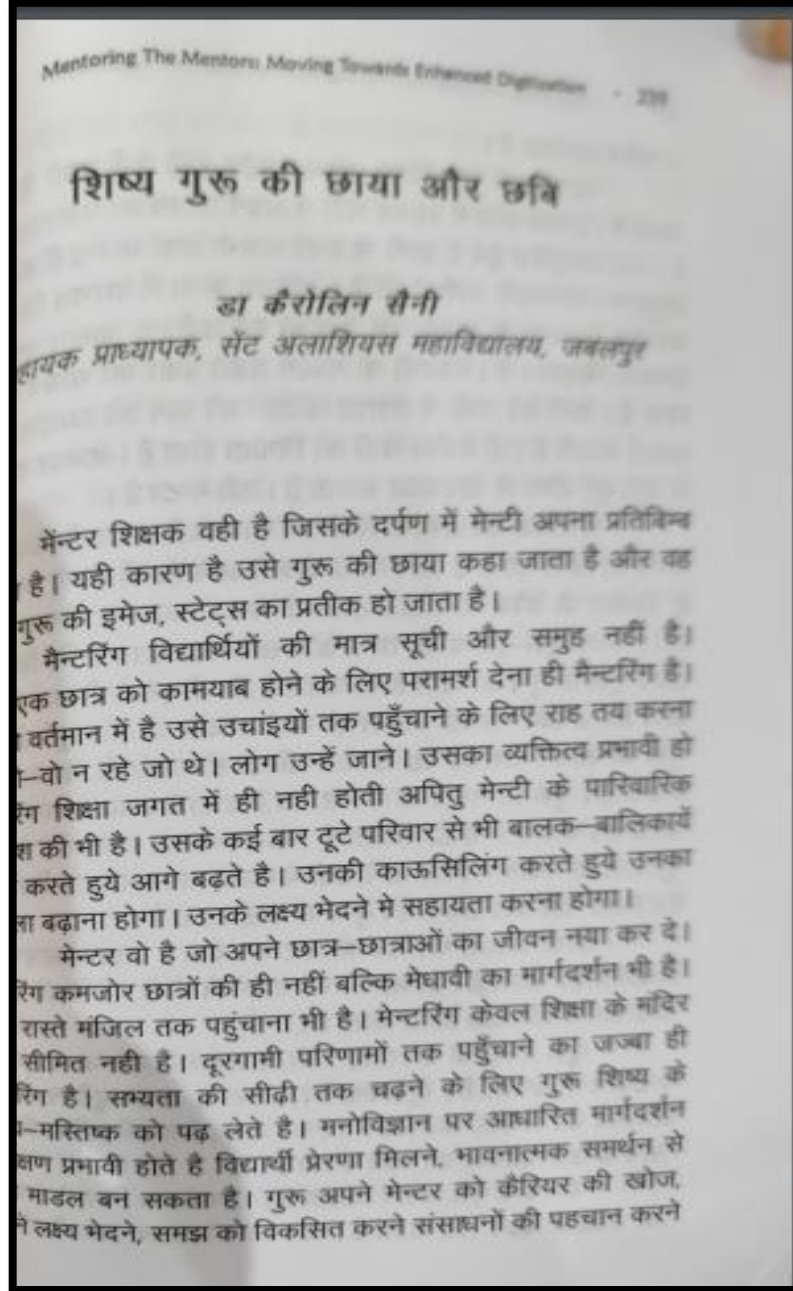 Mentoring The Mentors: Moving Towards Enhanced Digitization • 239
शिष्य गुरू की छाया और छबि
डा कैरोलिन सैनी
हायक प्राध्यापक, सेंट अलाशियस महाविद्यालय, जबलपुर
मेंन्टर शिक्षक वही है जिसके दर्पण में मेन्टी अपना प्रतिबिम्ब
है। यही कारण है उसे गुरू की छाया कहा जाता है और वह
गुरू की इमेज, स्टेट्स का प्रतीक हो जाता है।
मैन्टरिंग विद्यार्थियों की मात्र सूची और समुह नहीं है।
एक छात्र को कामयाब होने के लिए परामर्श देना ही मैन्टरिंग है।
वर्तमान में है उसे उचांइयों तक पहुँचाने के लिए राह तय करना
–वो न रहे जो थे। लोग उन्हें जाने। उसका व्यक्तित्व प्रभावी हो
रिंग शिक्षा जगत में ही नही होती अपितु मेन्टी के पारिवारिक
श की भी है। उसके कई बार टूटे परिवार से भी बालक–बालिकायें
करते हुये आगे बढ़ते है। उनकी काऊसिलिंग करते हुये उनका
ला बढ़ाना होगा। उनके लक्ष्य भेदने मे सहायता करना होगा।
मेन्टर वो है जो अपने छात्र–छात्राओं का जीवन नया कर दे।
रिंग कमजोर छात्रों की ही नहीं बल्कि मेधावी का मार्गदर्शन भी है।
रास्ते मंजिल तक पहुंचाना भी है। मेन्टरिंग केवल शिक्षा के मंदिर
सीमित नही है। दूरगामी परिणामों तक पहुँचाने का जज्बा ही
रिंग है। सभ्यता की सीढी तक चढने के लिए गुरू शिष्य के
–मस्तिष्क को पढ़ लेते है। मनोविज्ञान पर आधारित मार्गदर्शन
क्षण प्रभावी होते है विद्यार्थी प्रेरणा मिलने, भावनात्मक समर्थन से
माडल बन सकता है। गुरू अपने मेन्टर को कैरियर की खोज,
ने लक्ष्य भेदने, समझ को विकसित करने संसाधनों की पहचान करने